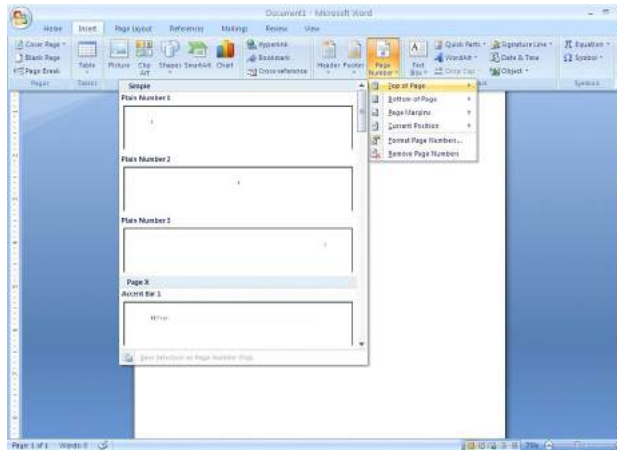 Document1 - Microsoft Word
Home Insert Page Layout References Mailings Review View
Cover Page
Blank Page
Page Break
Pages
Table
Tables
Picture Clip Art Shapes SmartArt Chart
Hyperlink
Bookmark
Cross-reference
Header Footer Page Number
Text Box
Quick Parts
WordArt
Drop Cap
Signature Line
Date & Time
Object
Equation
Symbol
Symbols
Simple
Plain Number 1
Plain Number 2
Plain Number 3
Page X
Accent Bar 1
Save Selection as Page Number (Top)
Top of Page
Bottom of Page
Page Margins
Current Position
Format Page Numbers...
Remove Page Numbers
Page: 1 of 1 Words: 0
75%